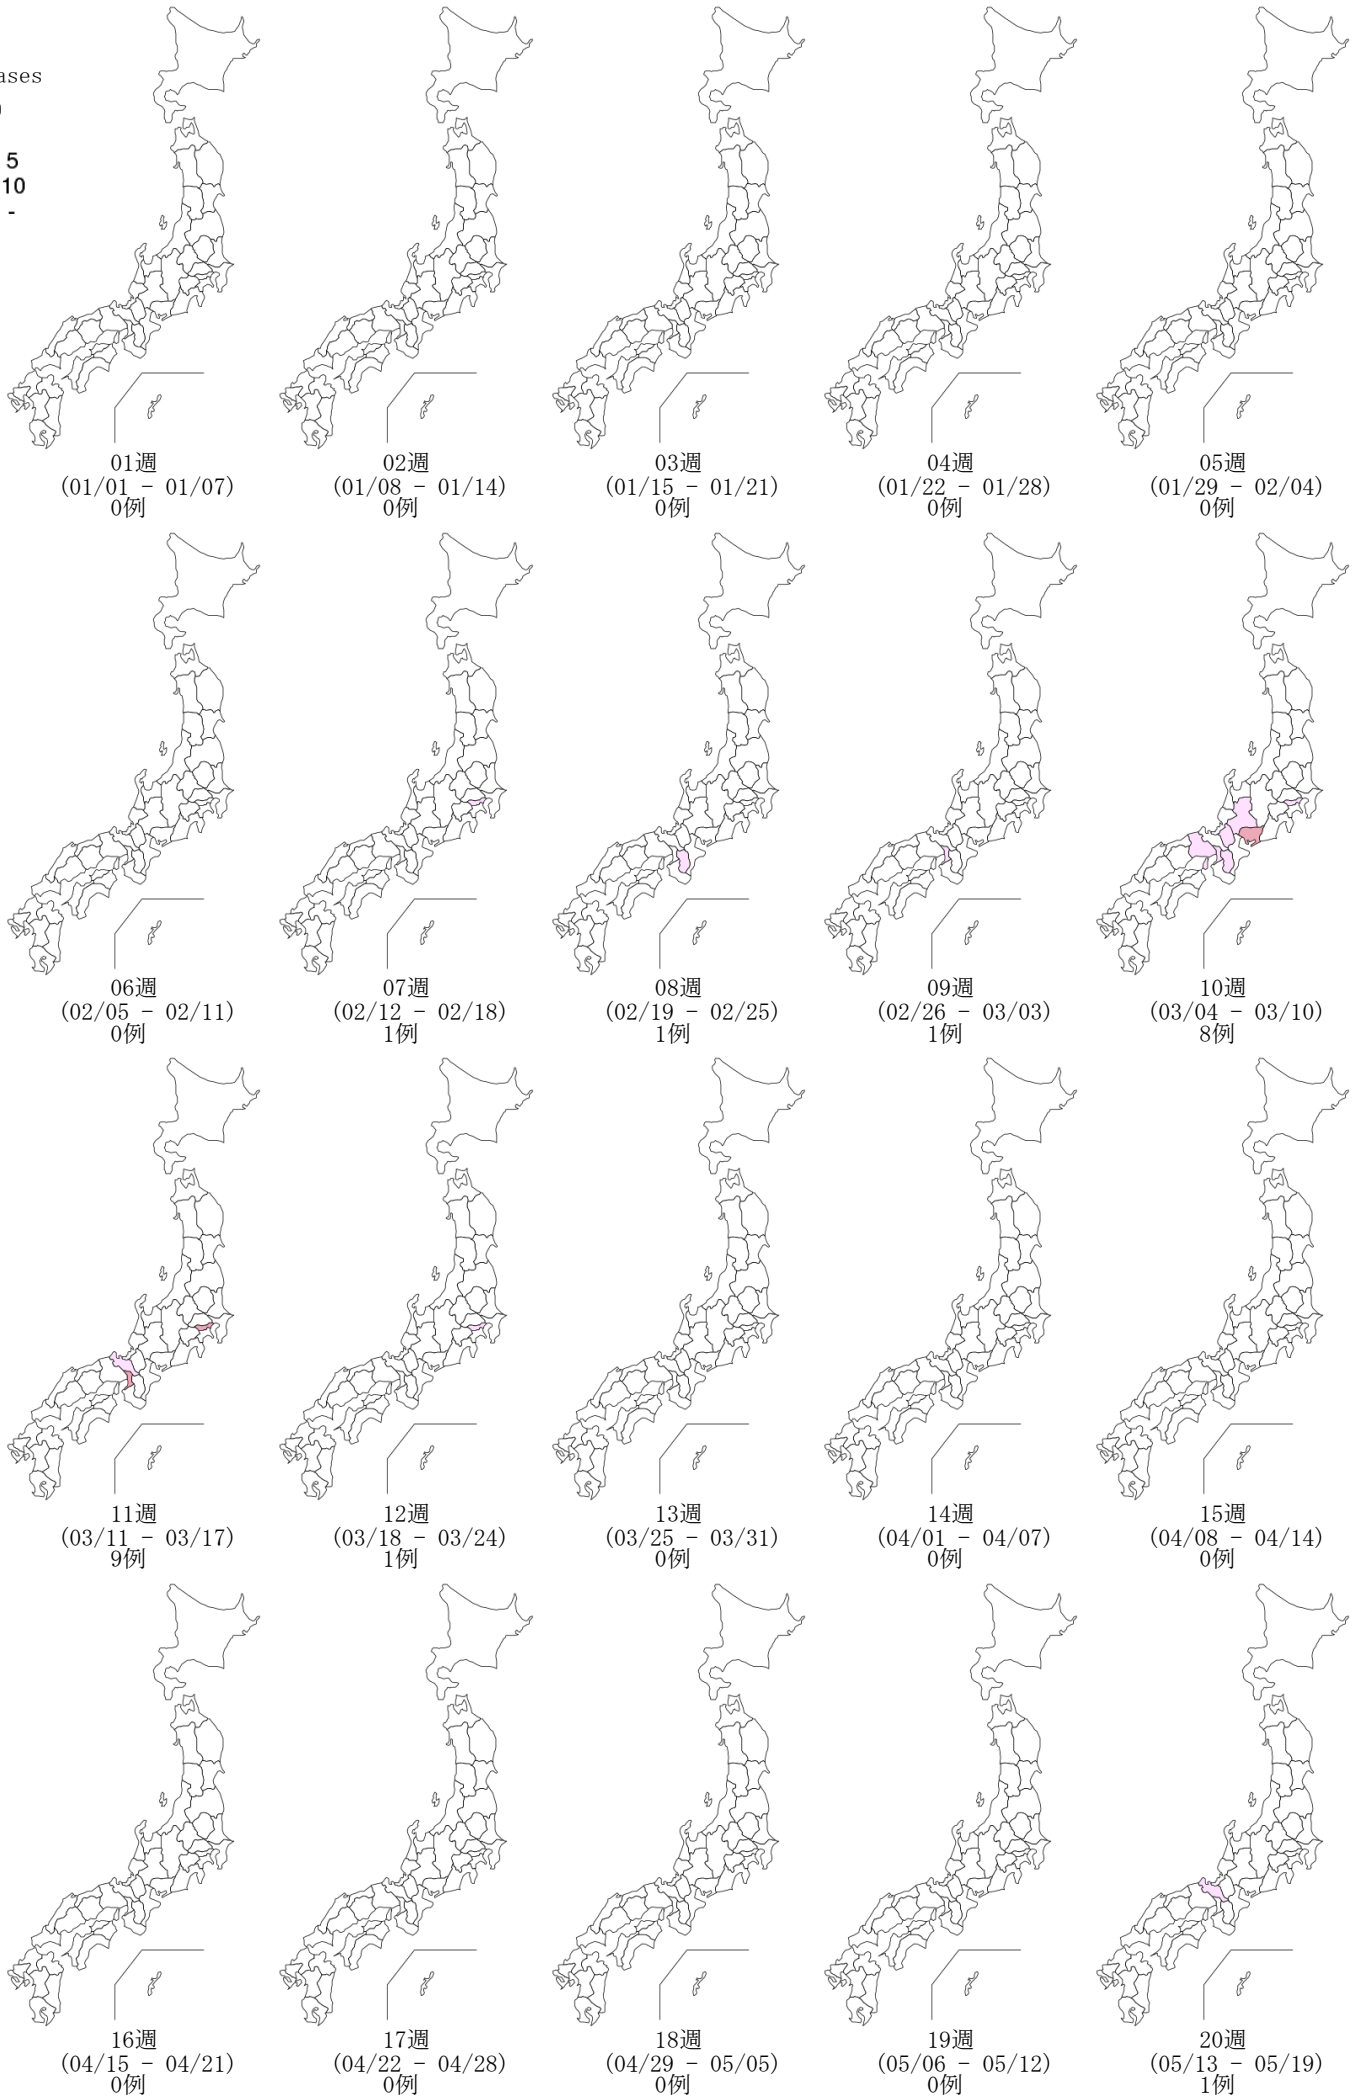 ases
5
10
-
01週
(01/01 - 01/07)
0例
02週
(01/08 - 01/14)
0例
03週
(01/15 - 01/21)
0例
04週
(01/22 - 01/28)
0例
05週
(01/29 - 02/04)
0例
06週
(02/05 - 02/11)
0例
07週
(02/12 - 02/18)
1例
08週
(02/19 - 02/25)
1例
09週
(02/26 - 03/03)
1例
10週
(03/04 - 03/10)
8例
11週
(03/11 - 03/17)
9例
12週
(03/18 - 03/24)
1例
13週
(03/25 - 03/31)
0例
14週
(04/01 - 04/07)
0例
15週
(04/08 - 04/14)
0例
16週
(04/15 - 04/21)
0例
17週
(04/22 - 04/28)
0例
18週
(04/29 - 05/05)
0例
19週
(05/06 - 05/12)
0例
20週
(05/13 - 05/19)
1例